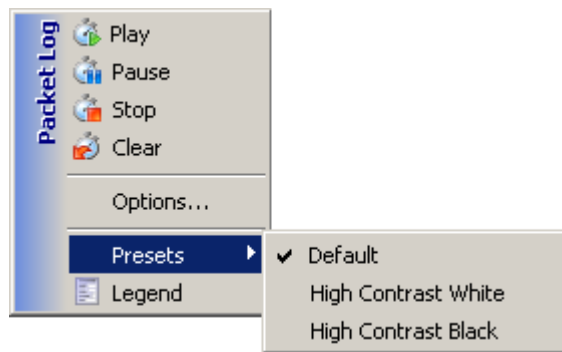 Packet Log
Play
Pause
Stop
Clear
Options...
Presets
Legend
Default
High Contrast White
High Contrast Black